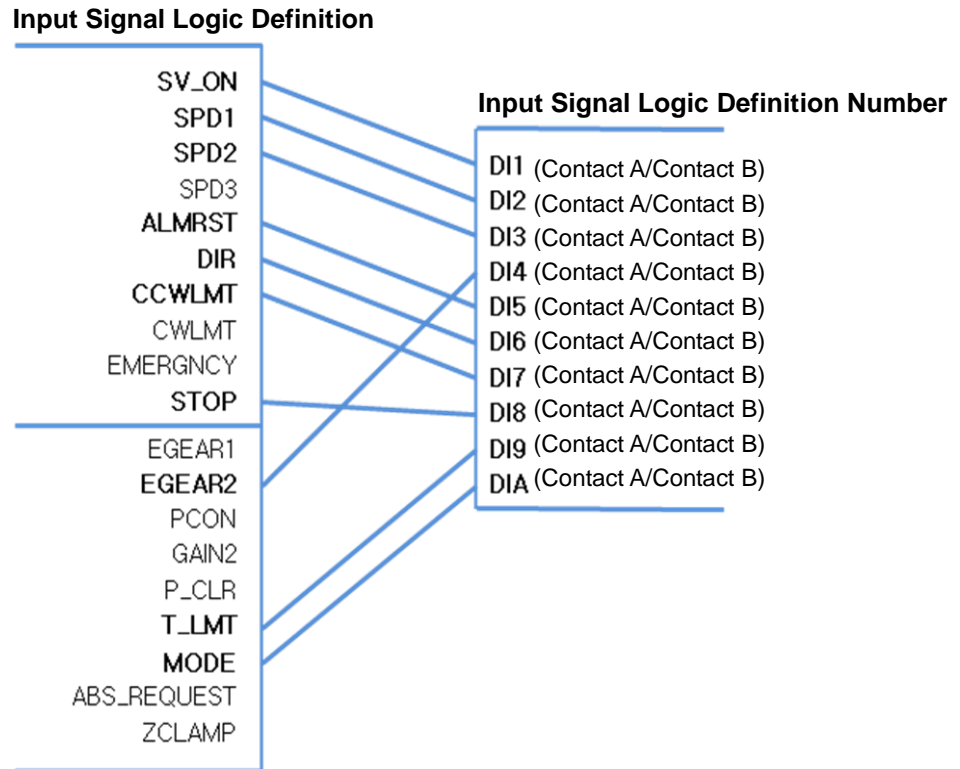 Input Signal Logic Definition
SV_ON
SPD1
SPD2
SPD3
ALMRST
DIR
CCWLMT
CWLMT
EMERGNCY
STOP
EGEAR1
EGEAR2
PCON
GAIN2
P_CLR
T_LMT
MODE
ABS_REQUEST
ZCLAMP
Input Signal Logic Definition Number
DI1 (Contact A/Contact B)
DI2 (Contact A/Contact B)
DI3 (Contact A/Contact B)
DI4 (Contact A/Contact B)
DI5 (Contact A/Contact B)
DI6 (Contact A/Contact B)
DI7 (Contact A/Contact B)
DI8 (Contact A/Contact B)
DI9 (Contact A/Contact B)
DIA (Contact A/Contact B)